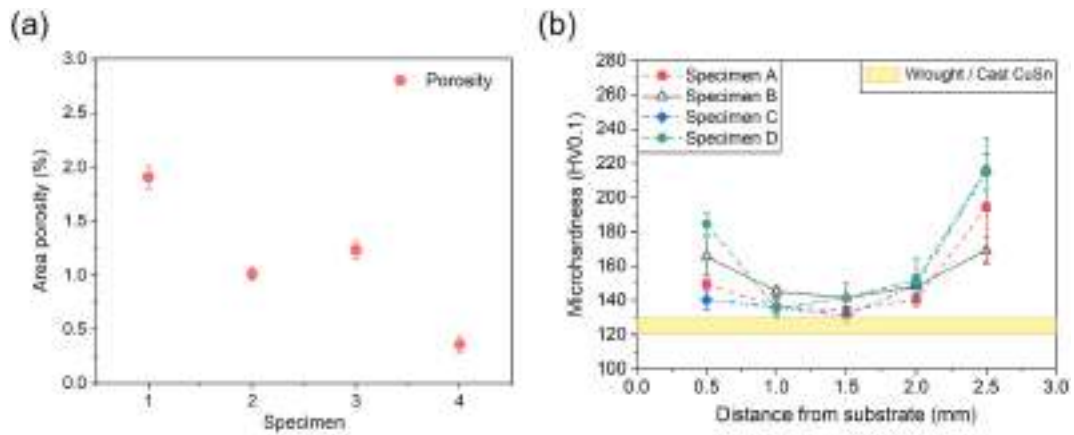 (a)
3.0
2.5
2.0
1.5
1.0
0.5
0.0
Area porosity (%)
Porosity
1 2 3 4
Specimen
(b)
280
260
240
220
200
180
160
140
120
100
Microhardness (HV0.1)
Specimen A
Specimen B
Specimen C
Specimen D
Wrought / Cast CuSn
0.0 0.5 1.0 1.5 2.0 2.5 3.0
Distance from substrate (mm)